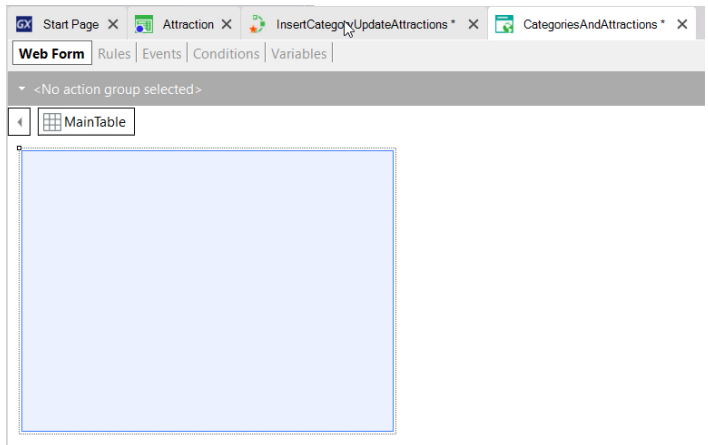 GX Start Page Attraction InsertCategoryUpdateAttractions * CategoriesAndAttractions *
Web Form Rules Events Conditions Variables
<No action group selected>
MainTable